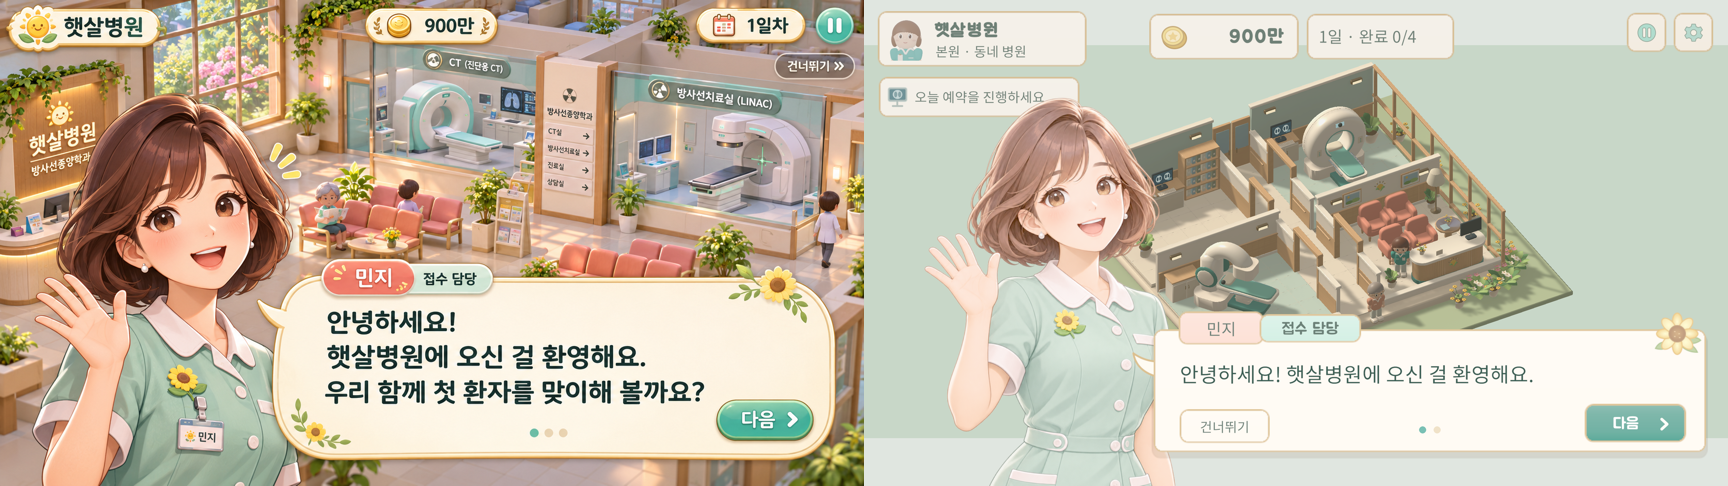 햇살병원
900만
1일차
건너뛰기
CT (진단용 CT)
방사선치료실 (LINAC)
햇살병원
방사선종양학과
방사선종양학과
CT실
방사선치료실
진료실
상담실
민지
접수 담당
안녕하세요!
햇살병원에 오신 걸 환영해요.
우리 함께 첫 환자를 맞이해 볼까요?
민지
다음
햇살병원
본원 · 동네 병원
900만
1일 · 완료 0/4
오늘 예약을 진행하세요
민지
접수 담당
안녕하세요! 햇살병원에 오신 걸 환영해요.
건너뛰기
다음